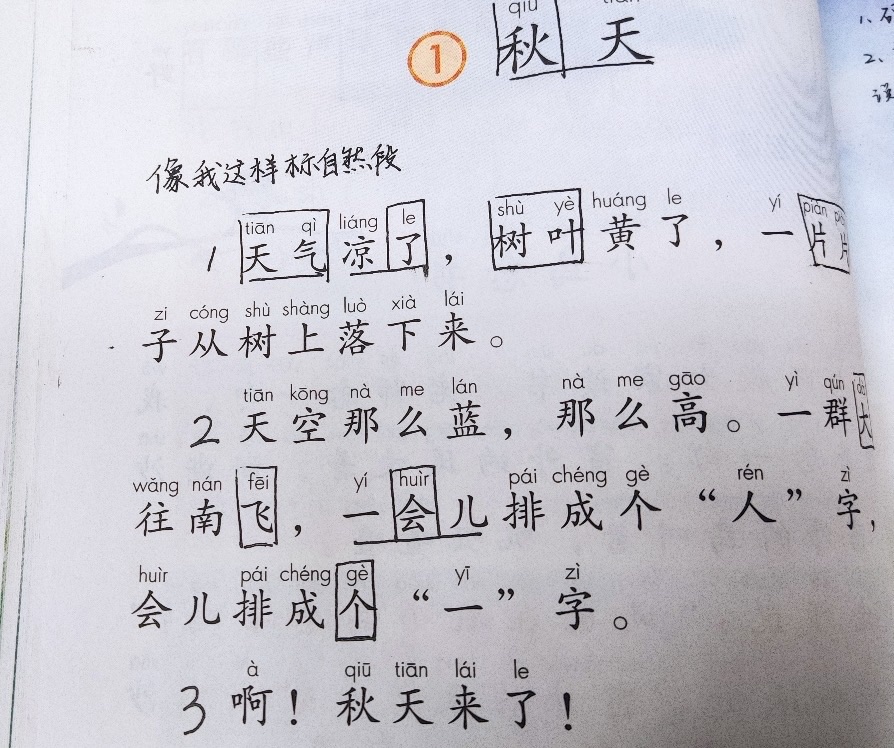 qiū tiān
1 秋天
像我这样标自然段
tiān qì liáng le shù yè huáng le yí piàn
1 天气凉了，树叶黄了，一片片
zi cóng shù shàng luò xià lái
子从树上落下来。
tiān kōng nà me lán nà me gāo yì qún
2 天空那么蓝，那么高。一群大
wǎng nán fēi yí huìr pái chéng gè rén zì
往南飞，一会儿排成个“人”字，
huìr pái chéng gè yī zì
会儿排成个“一”字。
à qiū tiān lái le
3 啊！秋天来了！
1、
2、